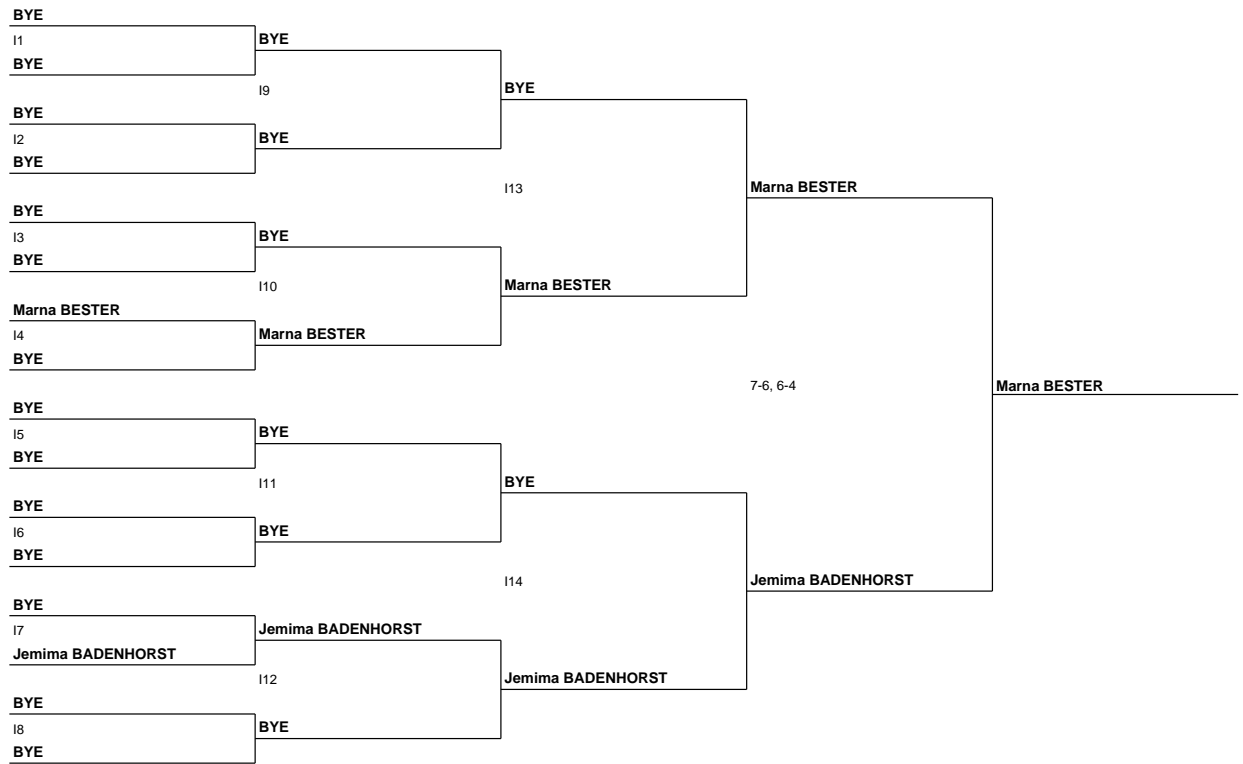 BYE
I1
BYE
BYE
I9
BYE
BYE
I2
BYE
BYE
I13
Marna BESTER
BYE
I3
BYE
BYE
I10
Marna BESTER
Marna BESTER
I4
Marna BESTER
BYE
7-6, 6-4
Marna BESTER
BYE
I5
BYE
BYE
I11
BYE
BYE
I6
BYE
BYE
I14
Jemima BADENHORST
BYE
I7
Jemima BADENHORST
Jemima BADENHORST
I12
Jemima BADENHORST
BYE
I8
BYE
BYE